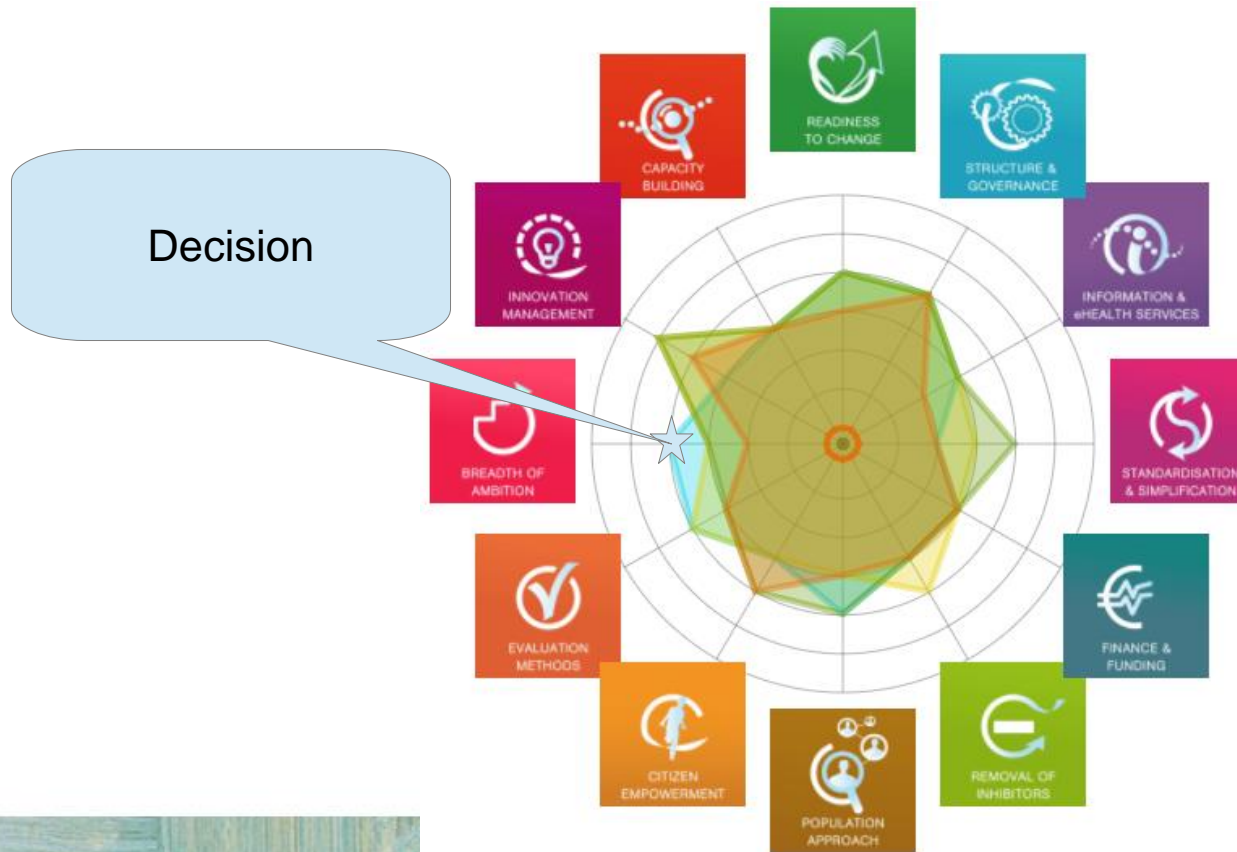 Decision
READINESS
TO CHANGE
STRUCTURE &
GOVERNANCE
INFORMATION &
eHEALTH SERVICES
STANDARDISATION
& SIMPLIFICATION
FINANCE &
FUNDING
REMOVAL OF
INHIBITORS
POPULATION
APPROACH
CITIZEN
EMPOWERMENT
EVALUATION
METHODS
BREADTH OF
AMBITION
INNOVATION
MANAGEMENT
CAPACITY
BUILDING